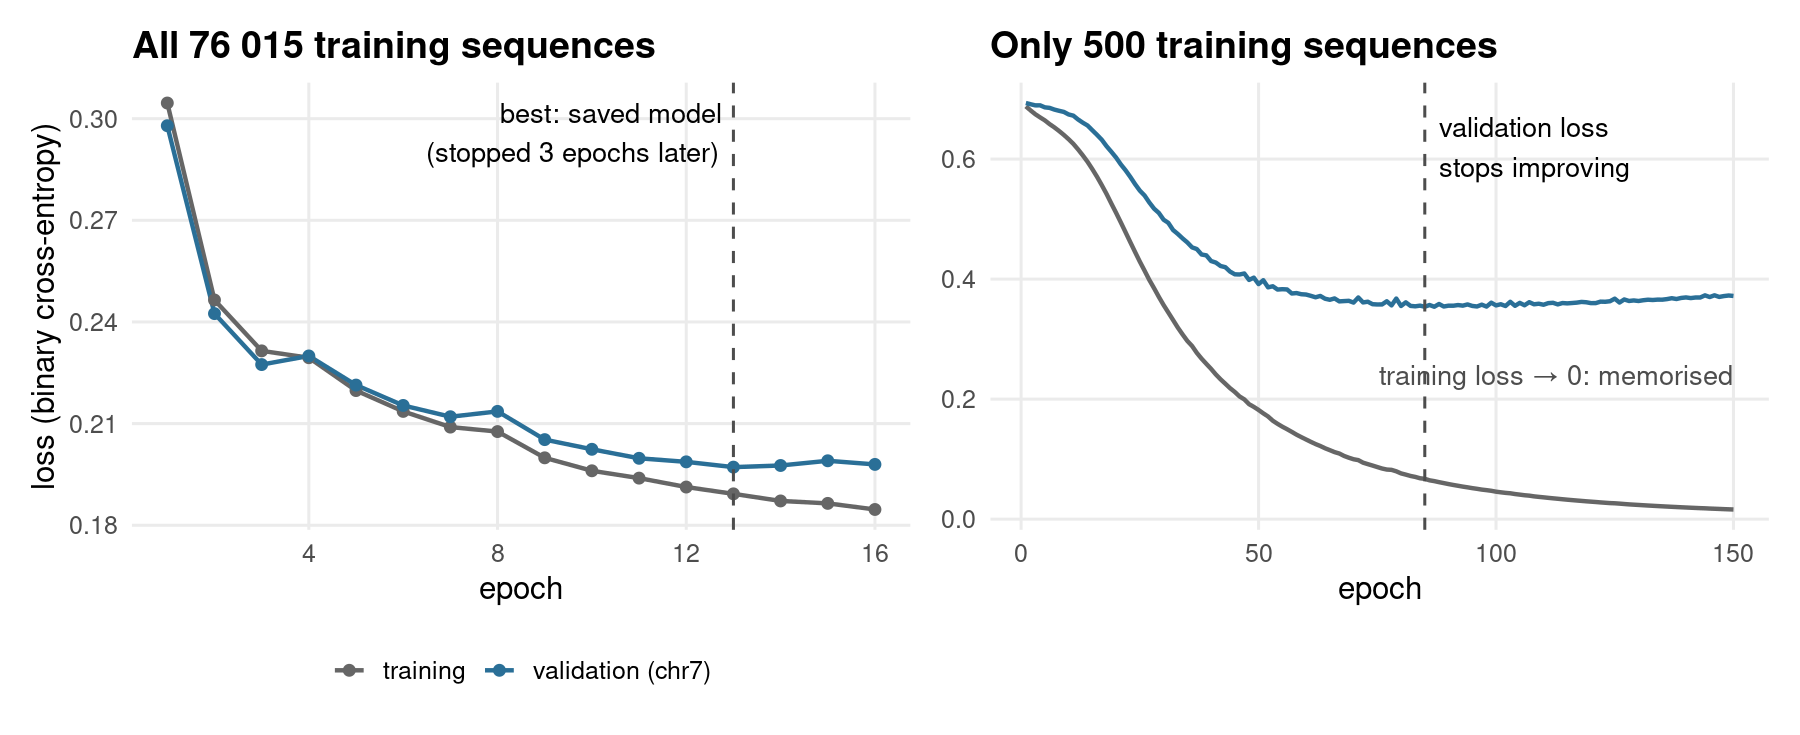 All 76 015 training sequences
loss (binary cross-entropy)
0.30
0.27
0.24
0.21
0.18
best: saved model
(stopped 3 epochs later)
4
8
12
16
epoch
training
validation (chr7)
Only 500 training sequences
0.6
0.4
0.2
0.0
validation loss
stops improving
training loss → 0: memorised
0
50
100
150
epoch